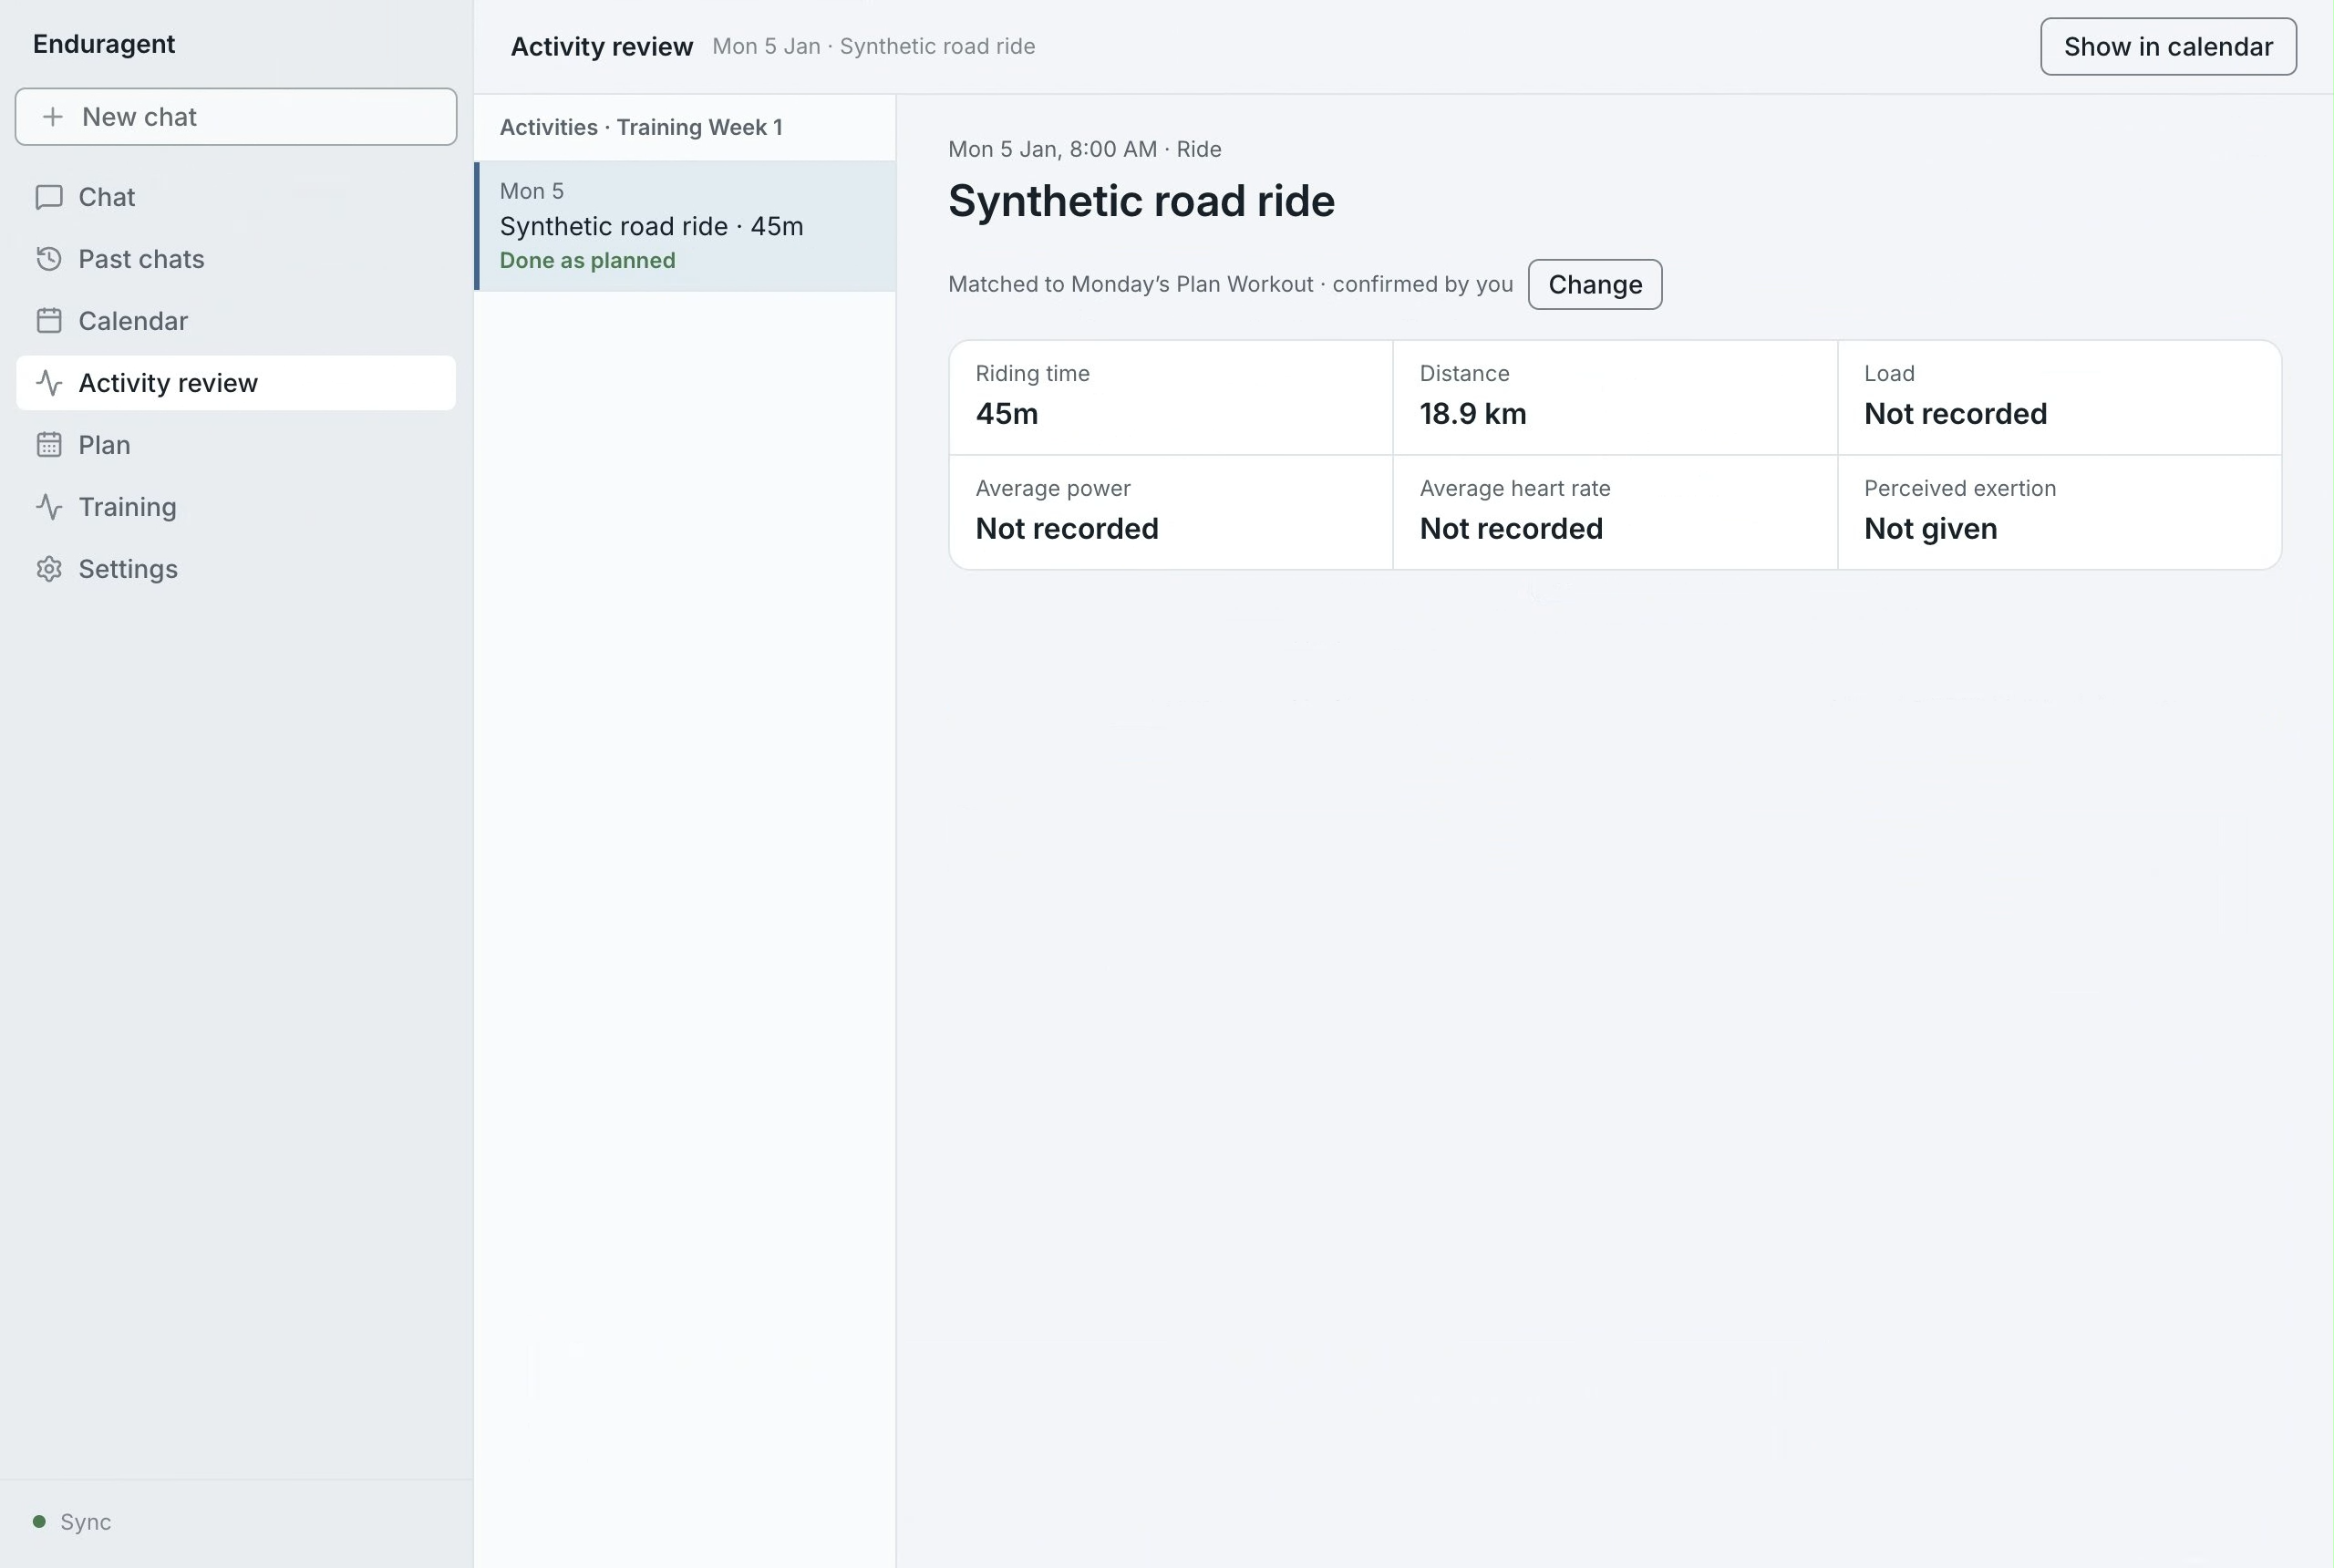 Enduragent
New chat
Chat
Past chats
Calendar
Activity review
Plan
Training
Settings
Sync
Activity review Mon 5 Jan · Synthetic road ride
Show in calendar
Activities · Training Week 1
Mon 5
Synthetic road ride · 45m
Done as planned
Mon 5 Jan, 8:00 AM · Ride
Synthetic road ride
Matched to Monday’s Plan Workout · confirmed by you Change
Riding time
45m
Distance
18.9 km
Load
Not recorded
Average power
Not recorded
Average heart rate
Not recorded
Perceived exertion
Not given